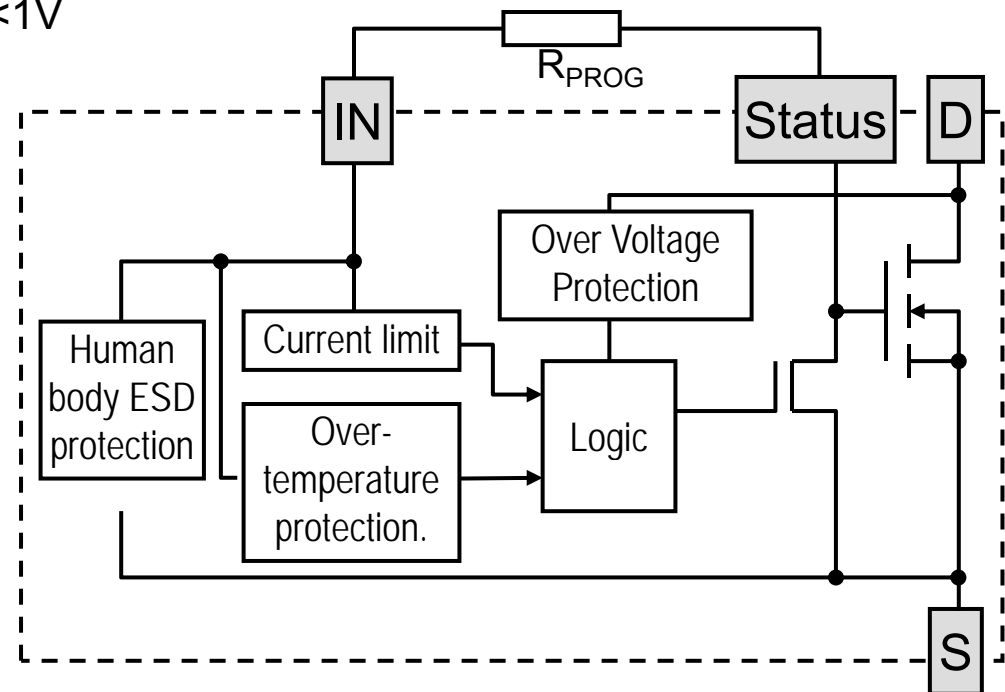 <1V
R_PROG
IN
Status
D
Over Voltage
Protection
Current limit
Human
body ESD
protection
Over-
temperature
protection.
Logic
S